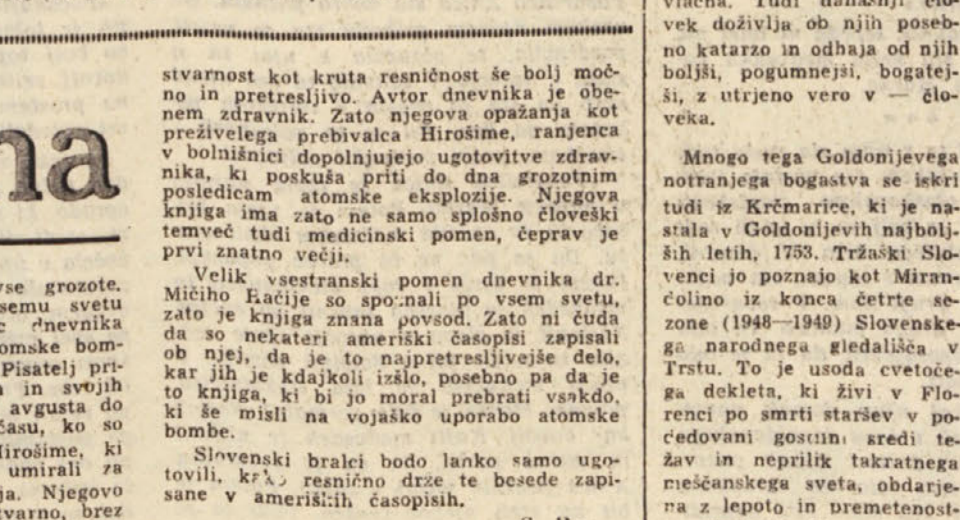 na
vse grozote.
semu svetu
dnevnika
omske bom-
Pisatelj pri-
in svojih
avgusta do
času, ko so
Hirošime, ki
umirali za
ja. Njegovo
tvarno, brez
stvarnost kot kruta resničnost še bolj moč-
no in pretresljivo. Avtor dnevnika je obe-
nem zdravnik. Zato njegova opažanja kot
preživelega prebivalca Hirošime, ranjenca
v bolnišnici dopolnjujejo ugotovitve zdrav-
nika, ki poskuša priti do dna grozotnim
posledicam atomske eksplozije. Njegova
knjiga ima zato ne samo splošno človeški
temveč tudi medicinski pomen, čeprav je
prvi znatno večji.
Velik vsestranski pomen dnevnika dr.
Mičiho Hačije so spoznali po vsem svetu,
zato je knjiga znana povsod. Zato ni čuda
da so nekateri ameriški časopisi zapisali
ob njej, da je to najpretresljivejše delo,
kar jih je kdajkoli izšlo, posebno pa da je
to knjiga, ki bi jo moral prebrati vsakdo,
ki še misli na vojaško uporabo atomske
bombe.
Slovenski bralci bodo lahko samo ugo-
tovili, kako resnično drže te besede zapi-
sane v ameriških časopisih.
vlačna. Tudi današnji člo-
vek doživlja ob njih poseb-
no katarzo in odhaja od njih
boljši, pogumnejši, bogatej-
ši, z utrjeno vero v — člo-
veka.
Mnogo tega Goldonijevega
notranjega bogastva se iskri
tudi iz Krčmarice, ki je na-
stala v Goldonijevih najbolj-
ših letih, 1753. Tržaški Slo-
venci jo poznajo kot Miran-
dolino iz konca četrte se-
zone (1948—1949) Slovenske-
ga narodnega gledališča v
Trstu. To je usoda cvetoče-
ga dekleta, ki živi v Flo-
renci po smrti staršev v po-
dedovani gostilni sredi te-
žav in neprilik takratnega
meščanskega sveta, obdarje-
na z lepoto in premetenost-